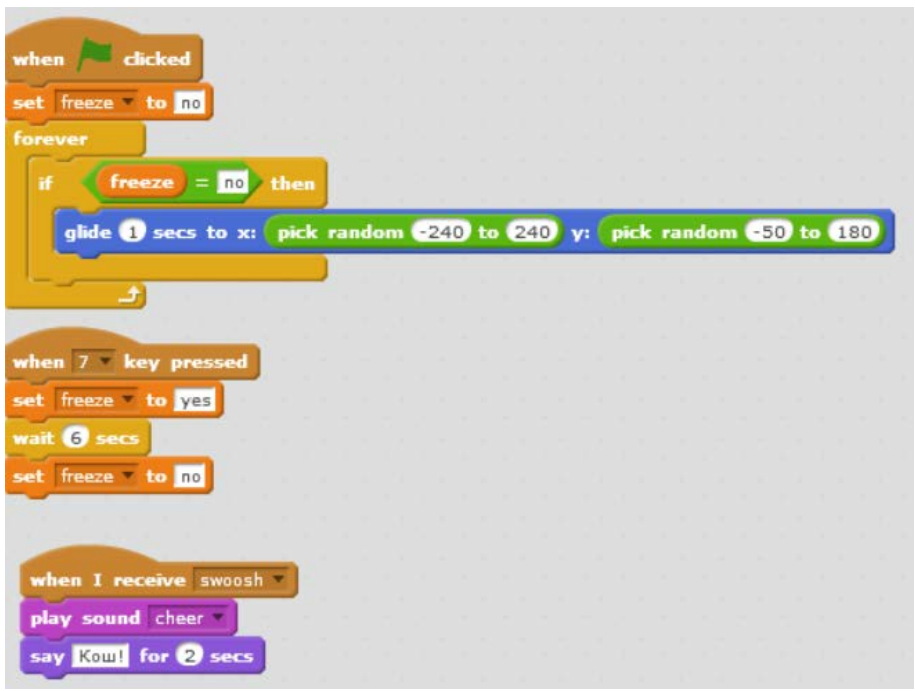 when clicked
set freeze to no
forever
if freeze = no then
glide 1 secs to x: pick random -240 to 240 y: pick random -50 to 180
when 7 key pressed
set freeze to yes
wait 6 secs
set freeze to no
when I receive swoosh
play sound cheer
say Кош! for 2 secs